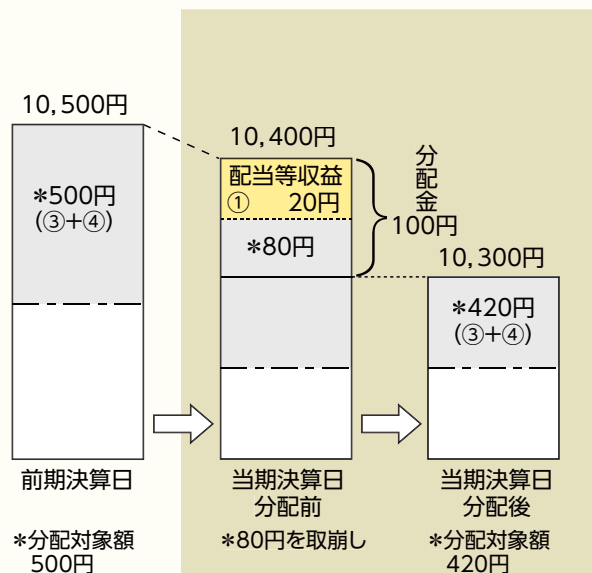 10,500円
*500円
(③+④)
前期決算日
*分配対象額
500円
10,400円
配当等収益
① 20円
*80円
分配金
100円
当期決算日
分配前
*80円を取崩し
10,300円
*420円
(③+④)
当期決算日
分配後
*分配対象額
420円